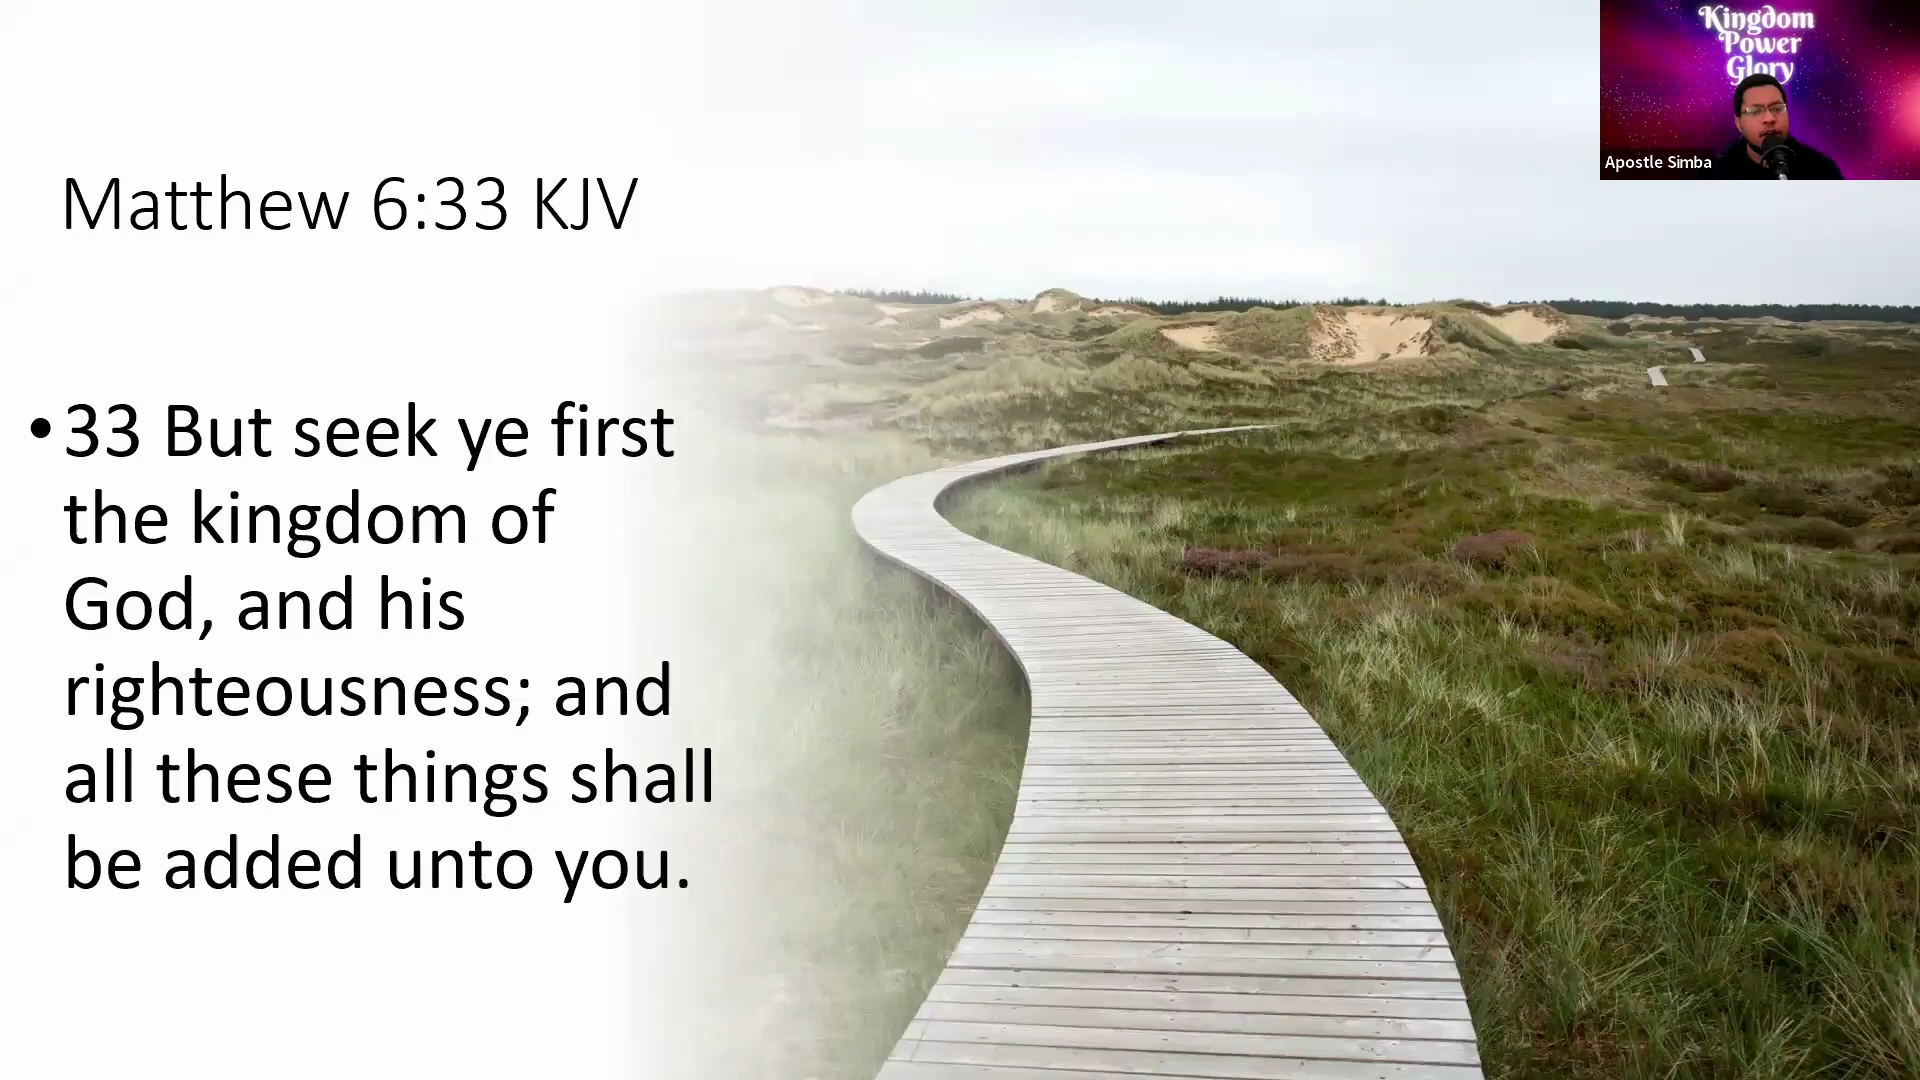 Kingdom
Power
Glory
Apostle Simba
Matthew 6:33 KJV
• 33 But seek ye first
the kingdom of
God, and his
righteousness; and
all these things shall
be added unto you.